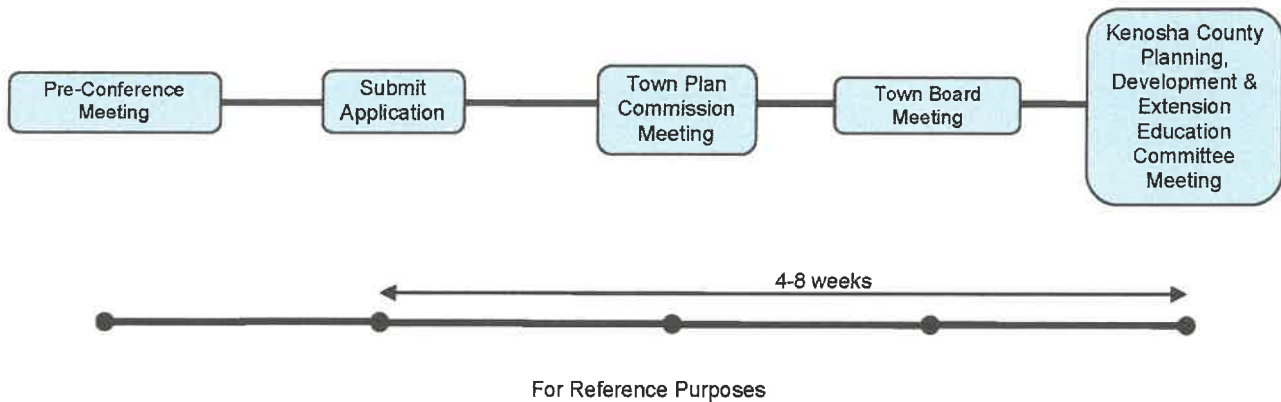 Pre-Conference
Meeting
Submit
Application
Town Plan
Commission
Meeting
Town Board
Meeting
Kenosha County
Planning,
Development &
Extension
Education
Committee
Meeting
4-8 weeks
For Reference Purposes